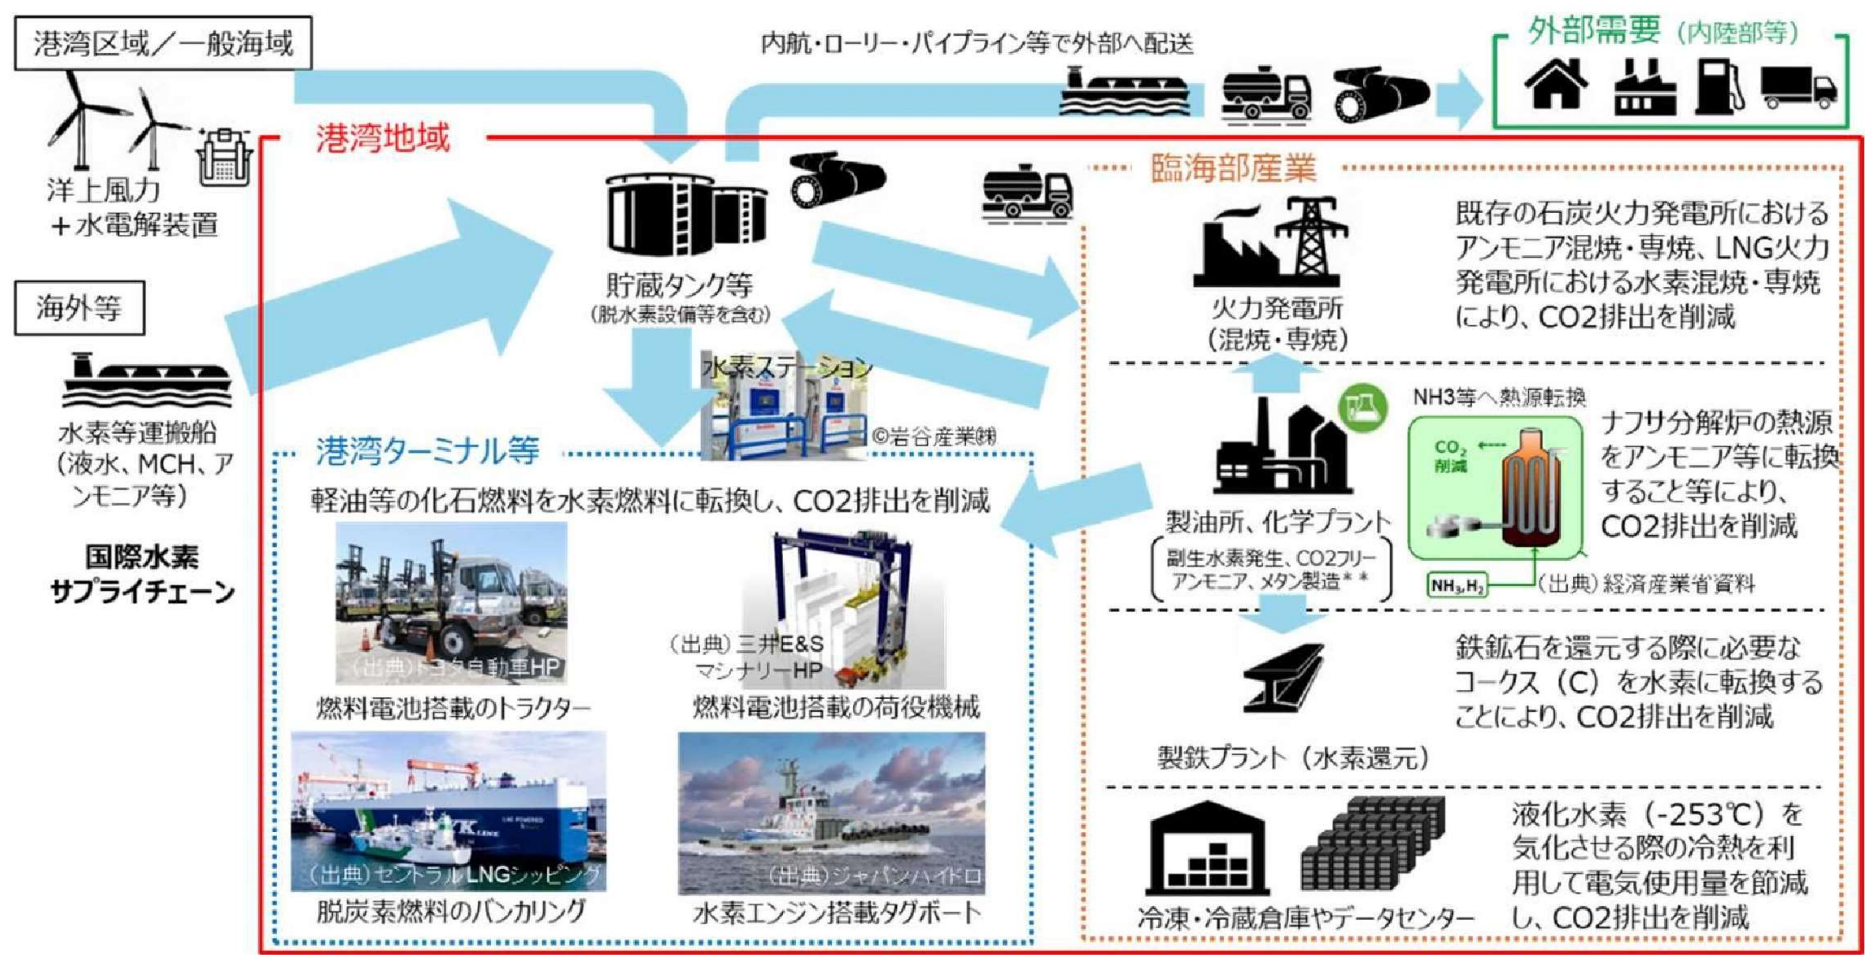 港湾区域/一般海域
洋上風力
+水電解装置
海外等
水素等運搬船
(液水、MCH、ア
ンモニア等)
国際水素
サプライチェーン
内航・ローリー・パイプライン等で外部へ配送
外部需要(内陸部等)
港湾地域
貯蔵タンク等
(脱水素設備等を含む)
水素ステーション
©岩谷産業㈱
港湾ターミナル等
軽油等の化石燃料を水素燃料に転換し、CO2排出を削減
(出典)トヨタ自動車HP
燃料電池搭載のトラクター
(出典)三井E&S
マシナリーHP
燃料電池搭載の荷役機械
(出典)セントラルLNGシッピング
脱炭素燃料のバンカリング
(出典)ジャパンハイドロ
水素エンジン搭載タグボート
臨海部産業
火力発電所
(混焼・専焼)
既存の石炭火力発電所における
アンモニア混焼・専焼、LNG火力
発電所における水素混焼・専焼
により、CO2排出を削減
製油所、化学プラント
副生水素発生、CO2フリー
アンモニア、メタン製造**
NH3等へ熱源転換
CO2
削減
NH3,H2
(出典)経済産業省資料
ナフサ分解炉の熱源
をアンモニア等に転換
すること等により、
CO2排出を削減
製鉄プラント(水素還元)
鉄鉱石を還元する際に必要な
コークス(C)を水素に転換する
ことにより、CO2排出を削減
冷凍・冷蔵倉庫やデータセンター
液化水素(-253℃)を
気化させる際の冷熱を利
用して電気使用量を節減
し、CO2排出を削減